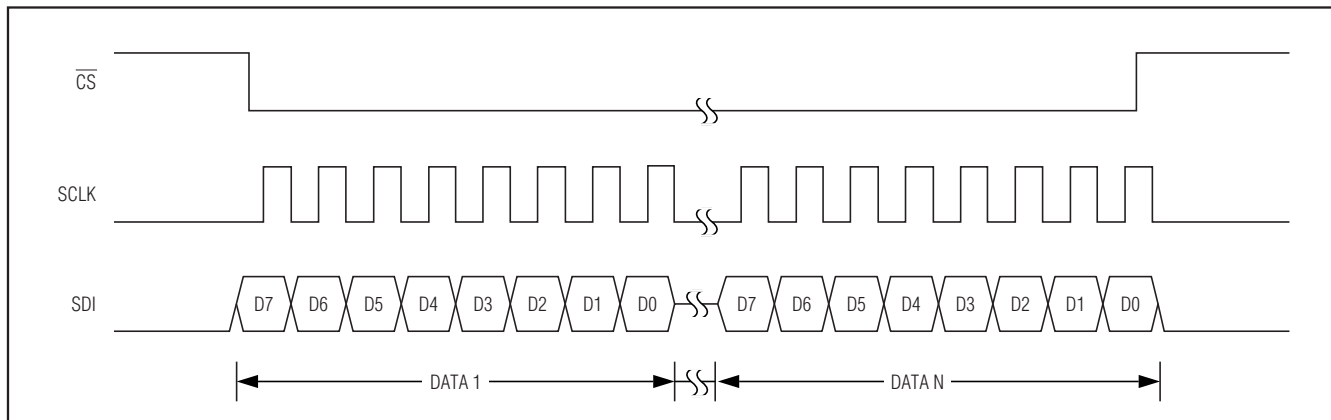 C̅S̅
SCLK
SDI D7 D6 D5 D4 D3 D2 D1 D0 D7 D6 D5 D4 D3 D2 D1 D0
DATA 1 DATA N